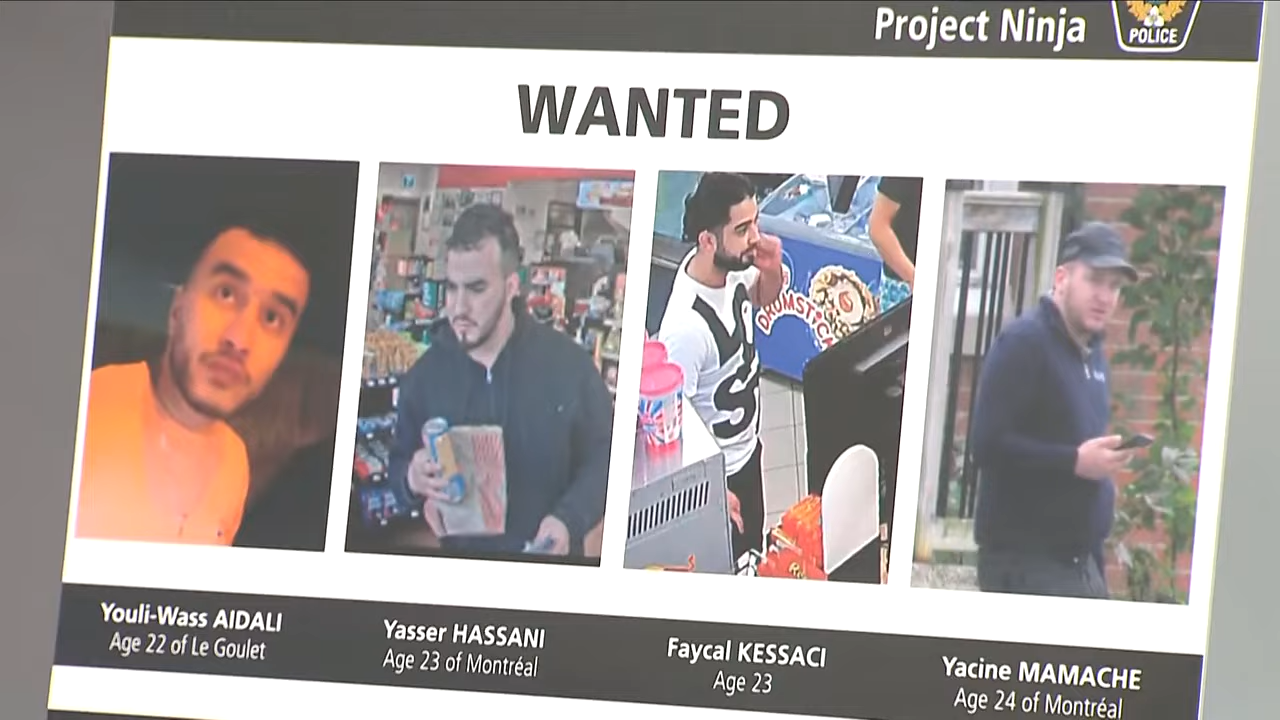 Project Ninja
POLICE
WANTED
DRUMSTICK
Youli-Wass AIDALI
Age 22 of Le Goulet
Yasser HASSANI
Age 23 of Montréal
Faycal KESSACI
Age 23
Yacine MAMACHE
Age 24 of Montréal